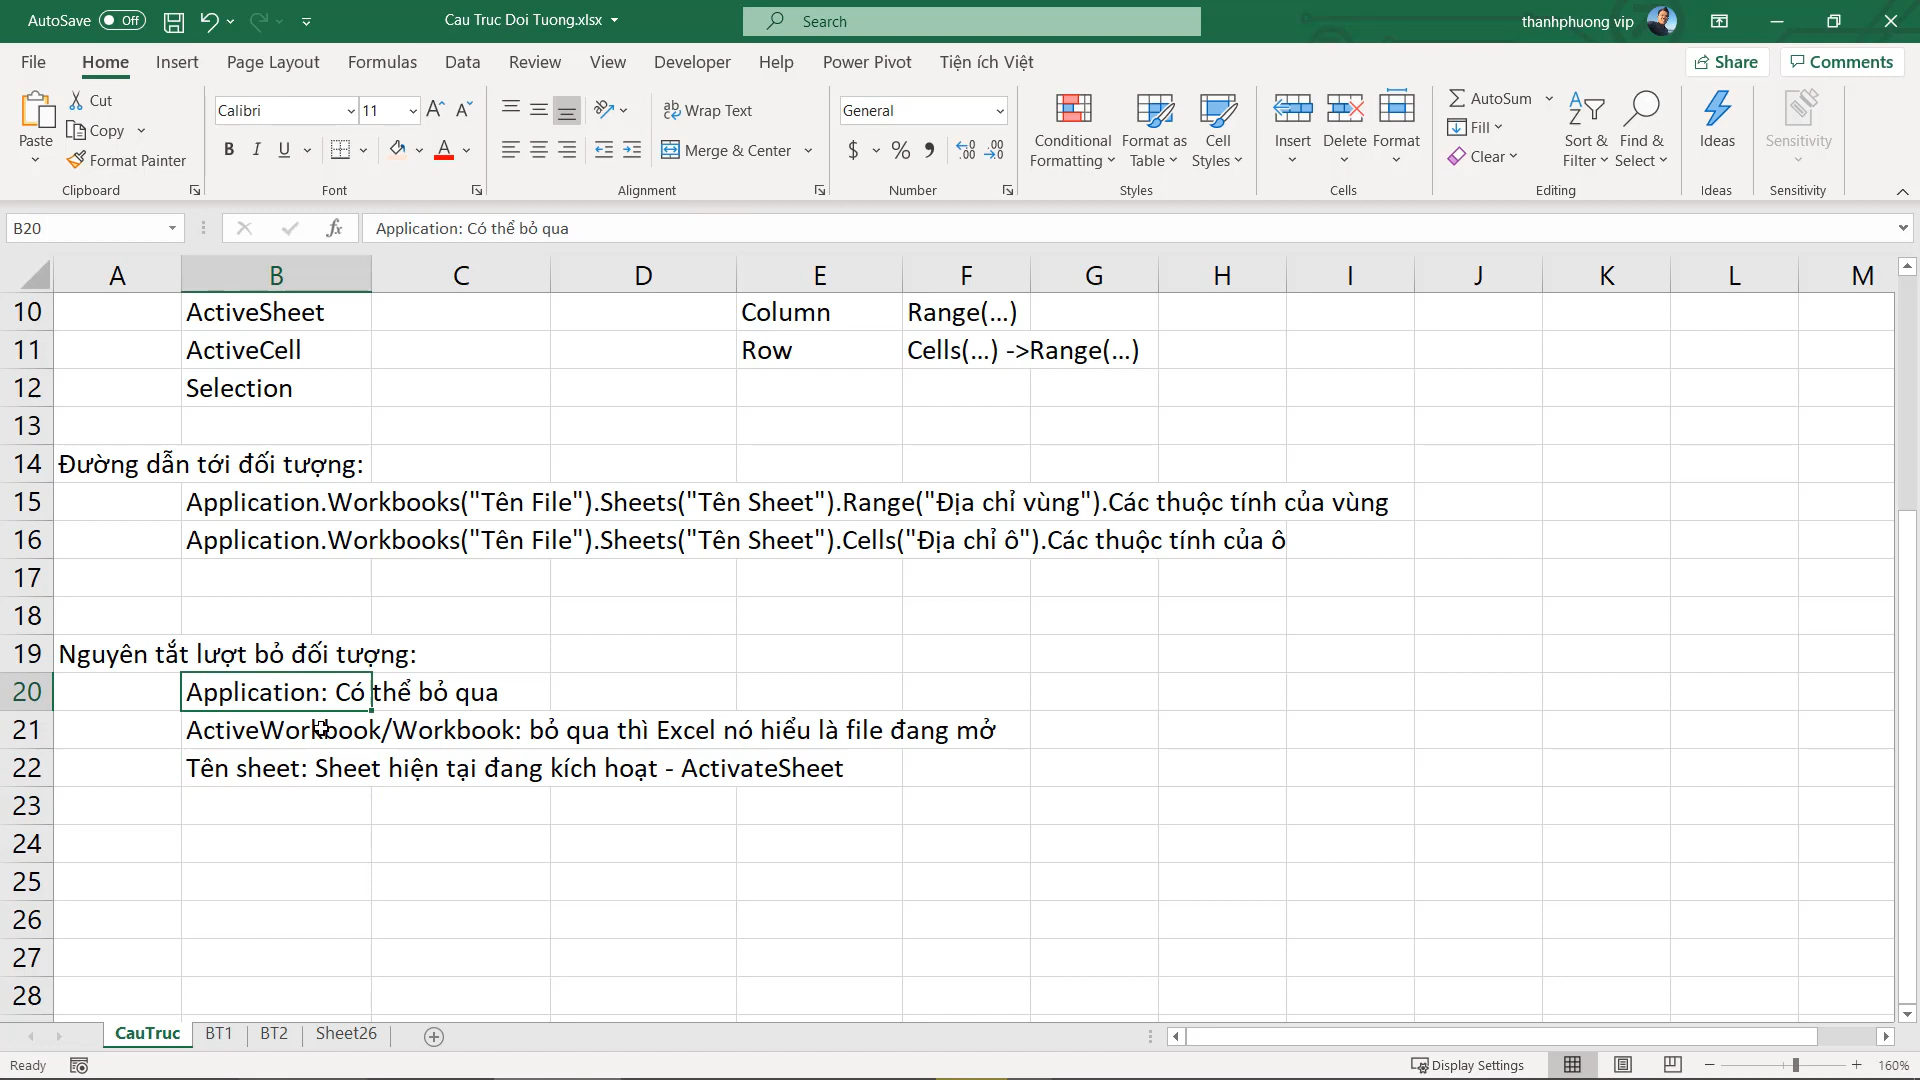 AutoSave Off Cau Truc Doi Tuong.xlsx Search thanhphuong vip
File Home Insert Page Layout Formulas Data Review View Developer Help Power Pivot Tiện ích Việt Share Comments
Paste Cut Copy Format Painter
Calibri 11 B I U A
Wrap Text Merge & Center
General $ % 9
Conditional Formatting Format as Table Cell Styles
Insert Delete Format
AutoSum Fill Clear Sort & Filter Find & Select
Ideas Sensitivity
Clipboard Font Alignment Number Styles Cells Editing Ideas Sensitivity
B20 fx Application: Có thể bỏ qua
A B C D E F G H I J K L M
10 ActiveSheet Column Range(...)
11 ActiveCell Row Cells(...) ->Range(...)
12 Selection
13
14 Đường dẫn tới đối tượng:
15 Application.Workbooks("Tên File").Sheets("Tên Sheet").Range("Địa chỉ vùng").Các thuộc tính của vùng
16 Application.Workbooks("Tên File").Sheets("Tên Sheet").Cells("Địa chỉ ô").Các thuộc tính của ô
17
18
19 Nguyên tắt lượt bỏ đối tượng:
20 Application: Có thể bỏ qua
21 ActiveWorkbook/Workbook: bỏ qua thì Excel nó hiểu là file đang mở
22 Tên sheet: Sheet hiện tại đang kích hoạt - ActivateSheet
23
24
25
26
27
28
CauTruc BT1 BT2 Sheet26
Ready Display Settings 160%